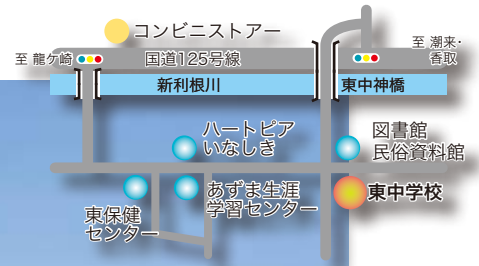 コンビニストアー
至 龍ケ崎
国道125号線
至 潮来・
香取
新利根川
東中神橋
ハートピア
いなしき
図書館
民俗資料館
東保健
センター
あずま生涯
学習センター
東中学校